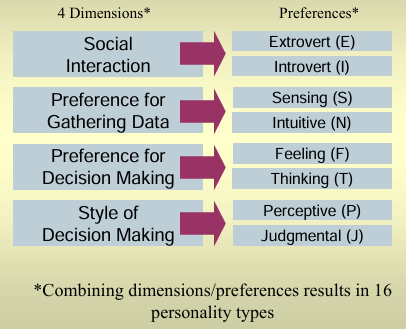 4 Dimensions*
Preferences*
Social
Interaction
Extrovert (E)
Introvert (I)
Preference for
Gathering Data
Sensing (S)
Intuitive (N)
Preference for
Decision Making
Feeling (F)
Thinking (T)
Style of
Decision Making
Perceptive (P)
Judgmental (J)
*Combining dimensions/preferences results in 16
personality types